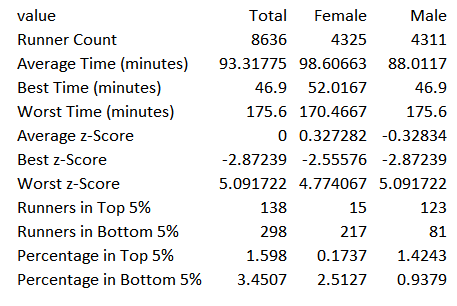 value Total Female Male
Runner Count 8636 4325 4311
Average Time (minutes) 93.31775 98.60663 88.0117
Best Time (minutes) 46.9 52.0167 46.9
Worst Time (minutes) 175.6 170.4667 175.6
Average z-Score 0 0.327282 -0.32834
Best z-Score -2.87239 -2.55576 -2.87239
Worst z-Score 5.091722 4.774067 5.091722
Runners in Top 5% 138 15 123
Runners in Bottom 5% 298 217 81
Percentage in Top 5% 1.598 0.1737 1.4243
Percentage in Bottom 5% 3.4507 2.5127 0.9379